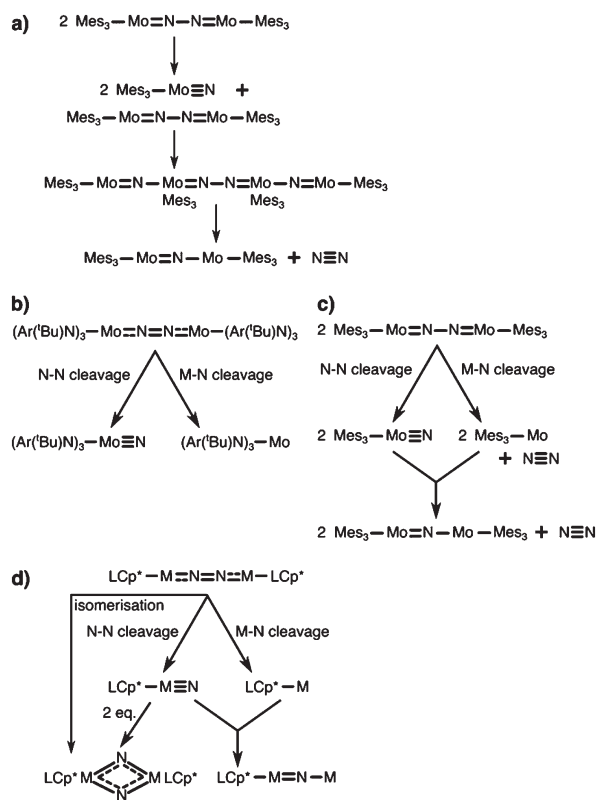 a)
2 Mes₃—Mo=N—N=Mo—Mes₃
2 Mes₃—Mo≡N +
Mes₃—Mo=N—N=Mo—Mes₃
Mes₃—Mo=N—Mo=N—N=Mo—N=Mo—Mes₃
Mes₃ Mes₃
Mes₃—Mo=N—Mo—Mes₃ + N≡N
b)
(Ar(ᵗBu)N)₃—Mo=N=N=Mo—(Ar(ᵗBu)N)₃
N-N cleavage M-N cleavage
(Ar(ᵗBu)N)₃—Mo≡N (Ar(ᵗBu)N)₃—Mo
c)
2 Mes₃—Mo=N—N=Mo—Mes₃
N-N cleavage M-N cleavage
2 Mes₃—Mo≡N 2 Mes₃—Mo
+ N≡N
2 Mes₃—Mo=N—Mo—Mes₃ + N≡N
d)
LCp*—M=N=N=M—LCp*
isomerisation
N-N cleavage M-N cleavage
LCp*—M≡N LCp*—M
2 eq.
N
LCp* M M LCp* LCp*—M=N—M
N